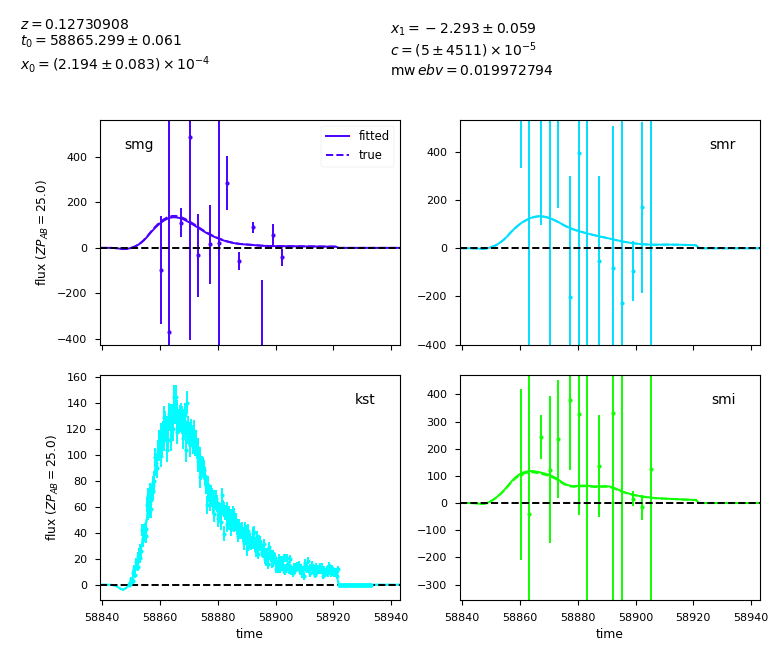 z = 0.12730908
t₀ = 58865.299 ± 0.061
x₀ = (2.194 ± 0.083) × 10⁻⁴
x₁ = −2.293 ± 0.059
c = (5 ± 4511) × 10⁻⁵
mw ebv = 0.019972794
smg
fitted
true
flux (ZP_AB = 25.0)
400
200
0
−200
−400
smr
400
200
0
−200
−400
kst
flux (ZP_AB = 25.0)
160
140
120
100
80
60
40
20
0
58840 58860 58880 58900 58920 58940
time
smi
400
300
200
100
0
−100
−200
−300
58840 58860 58880 58900 58920 58940
time